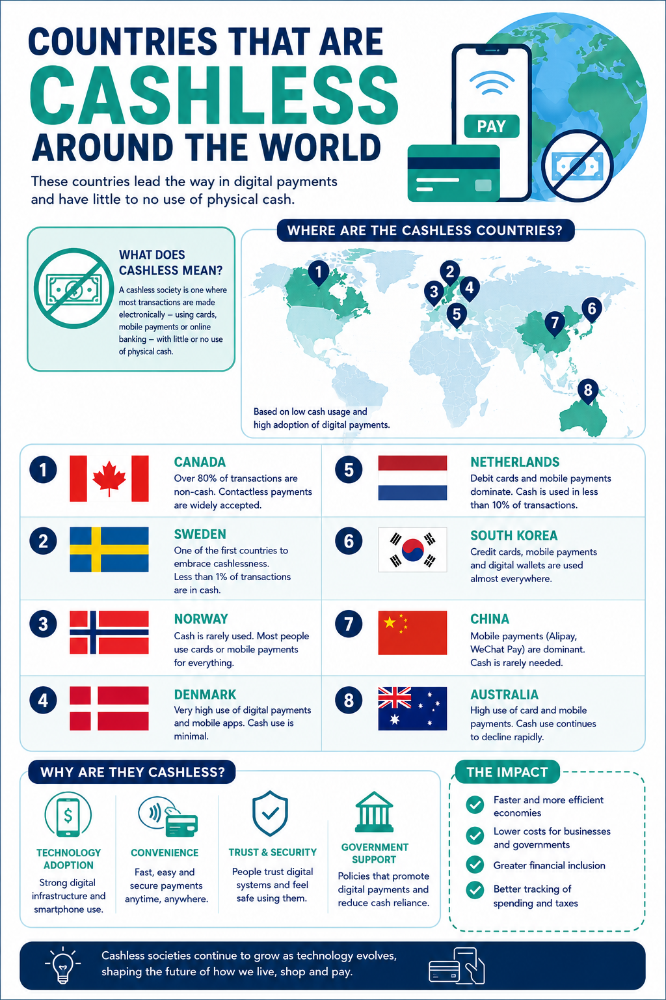 COUNTRIES THAT ARE
CASHLESS
AROUND THE WORLD
These countries lead the way in digital payments
and have little to no use of physical cash.
PAY
WHAT DOES
CASHLESS MEAN?
A cashless society is one where
most transactions are made
electronically – using cards,
mobile payments or online
banking – with little or no use
of physical cash.
$
WHERE ARE THE CASHLESS COUNTRIES?
1
2
3
4
5
6
7
8
Based on low cash usage and
high adoption of digital payments.
1
CANADA
Over 80% of transactions are
non-cash. Contactless payments
are widely accepted.
2
SWEDEN
One of the first countries to
embrace cashlessness.
Less than 1% of transactions
are in cash.
3
NORWAY
Cash is rarely used. Most people
use cards or mobile payments
for everything.
4
DENMARK
Very high use of digital payments
and mobile apps. Cash use is
minimal.
5
NETHERLANDS
Debit cards and mobile payments
dominate. Cash is used in less
than 10% of transactions.
6
SOUTH KOREA
Credit cards, mobile payments
and digital wallets are used
almost everywhere.
7
CHINA
Mobile payments (Alipay,
WeChat Pay) are dominant.
Cash is rarely needed.
8
AUSTRALIA
High use of card and mobile
payments. Cash use continues
to decline rapidly.
WHY ARE THEY CASHLESS?
$
TECHNOLOGY
ADOPTION
Strong digital
infrastructure and
smartphone use.
CONVENIENCE
Fast, easy and
secure payments
anytime, anywhere.
TRUST & SECURITY
People trust digital
systems and feel
safe using them.
GOVERNMENT
SUPPORT
Policies that promote
digital payments and
reduce cash reliance.
THE IMPACT
Faster and more efficient
economies
Lower costs for businesses
and governments
Greater financial inclusion
Better tracking of
spending and taxes
Cashless societies continue to grow as technology evolves,
shaping the future of how we live, shop and pay.